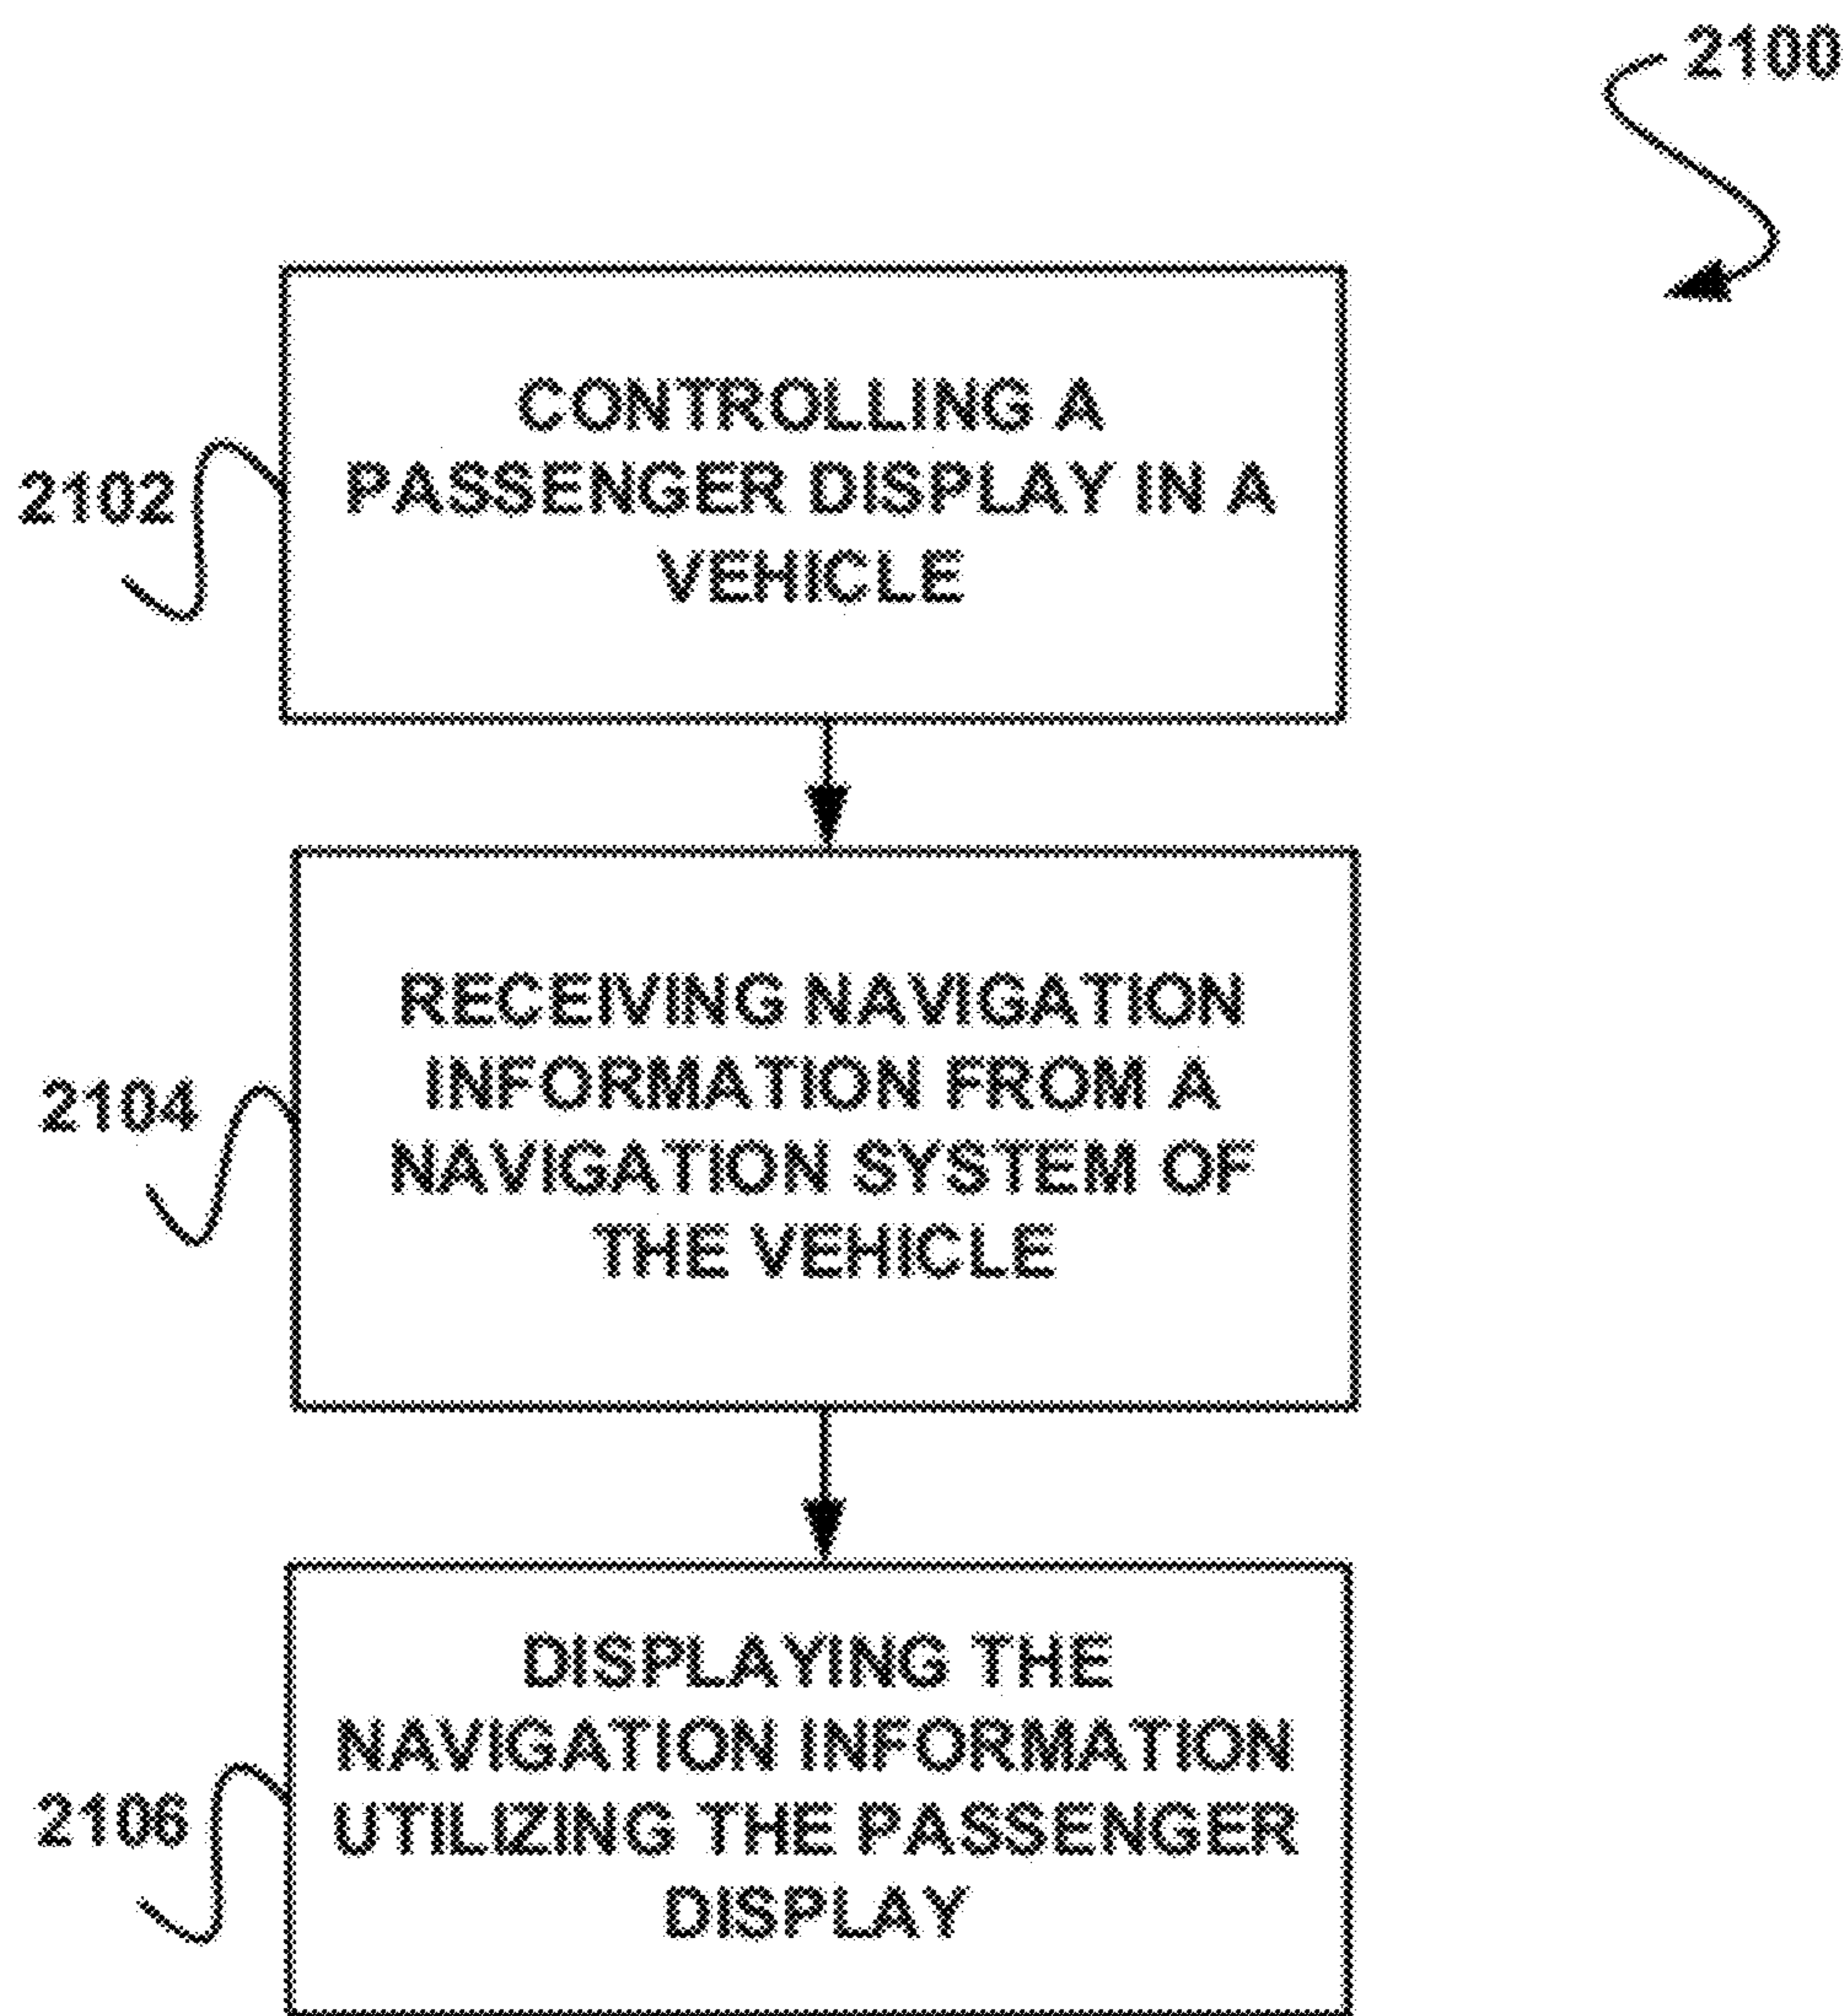 2100
CONTROLLING A
PASSENGER DISPLAY IN A
VEHICLE
2102
RECEIVING NAVIGATION
INFORMATION FROM A
NAVIGATION SYSTEM OF
THE VEHICLE
2104
DISPLAYING THE
NAVIGATION INFORMATION
UTILIZING THE PASSENGER
DISPLAY
2106